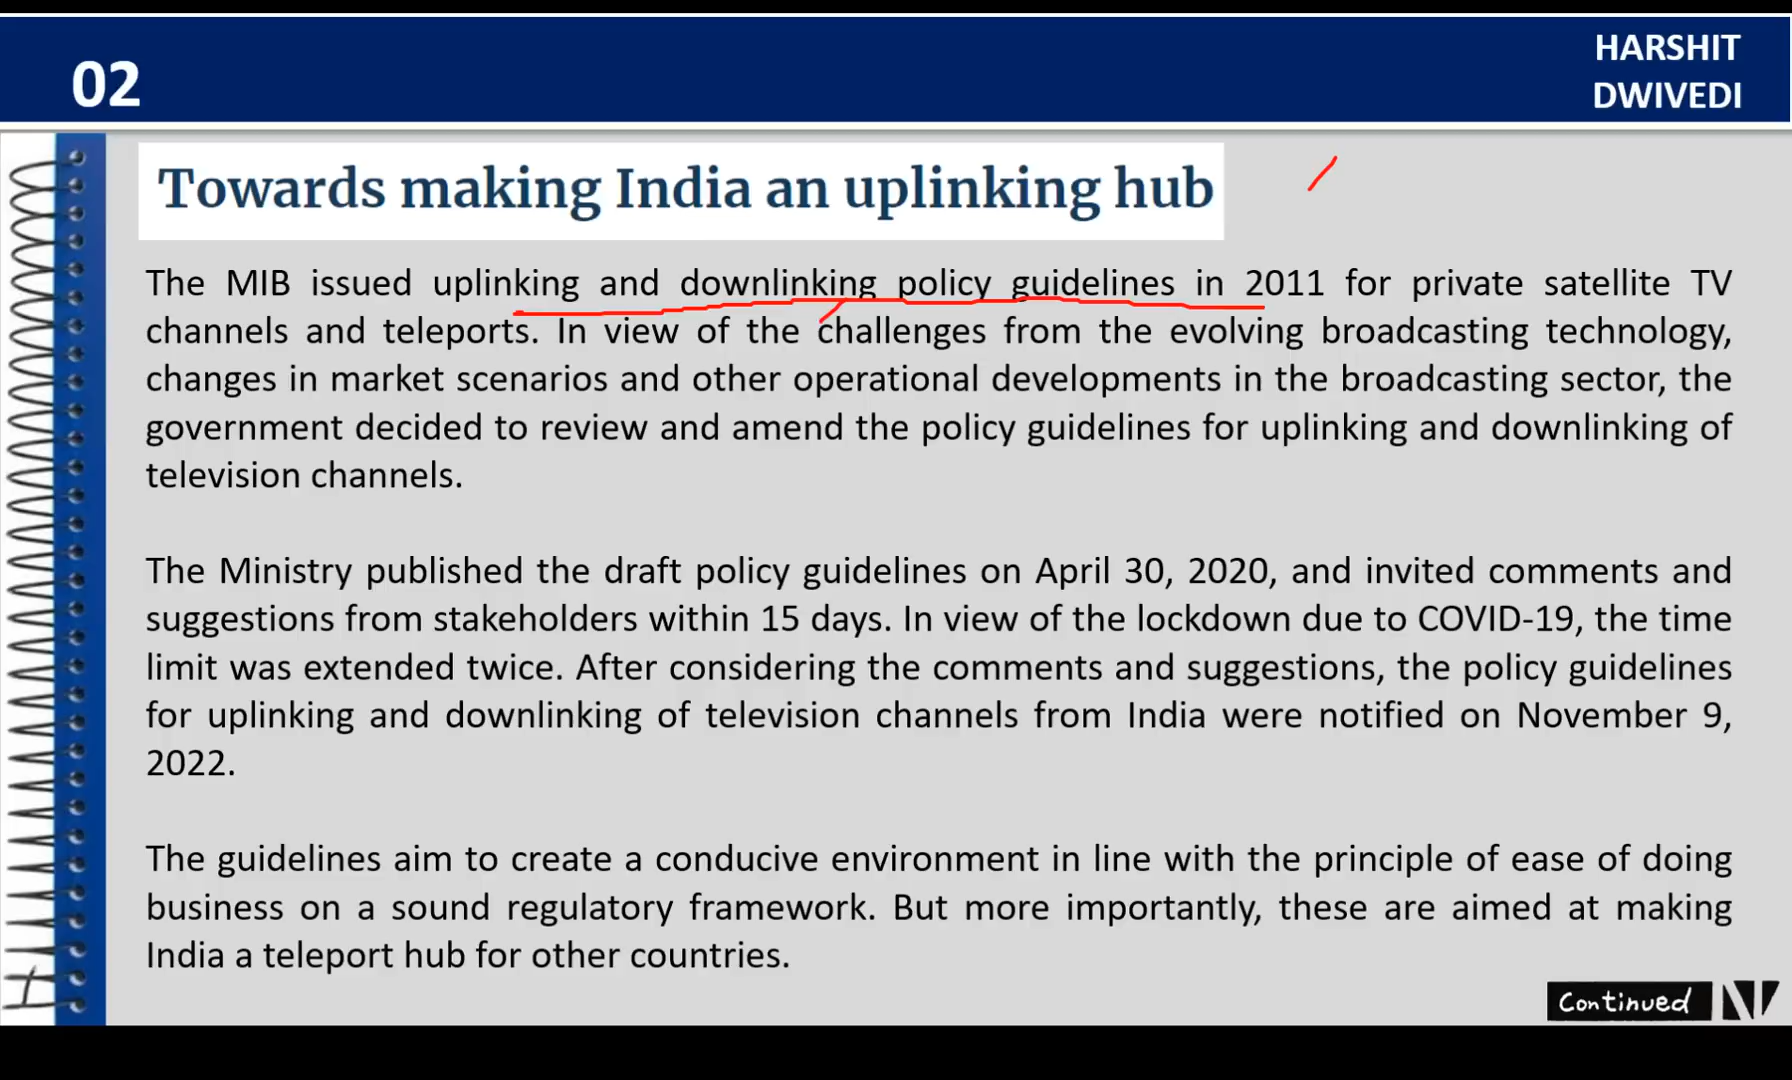 02
HARSHIT
DWIVEDI
Towards making India an uplinking hub
The MIB issued uplinking and downlinking policy guidelines in 2011 for private satellite TV
channels and teleports. In view of the challenges from the evolving broadcasting technology,
changes in market scenarios and other operational developments in the broadcasting sector, the
government decided to review and amend the policy guidelines for uplinking and downlinking of
television channels.
The Ministry published the draft policy guidelines on April 30, 2020, and invited comments and
suggestions from stakeholders within 15 days. In view of the lockdown due to COVID-19, the time
limit was extended twice. After considering the comments and suggestions, the policy guidelines
for uplinking and downlinking of television channels from India were notified on November 9,
2022.
The guidelines aim to create a conducive environment in line with the principle of ease of doing
business on a sound regulatory framework. But more importantly, these are aimed at making
India a teleport hub for other countries.
Continued